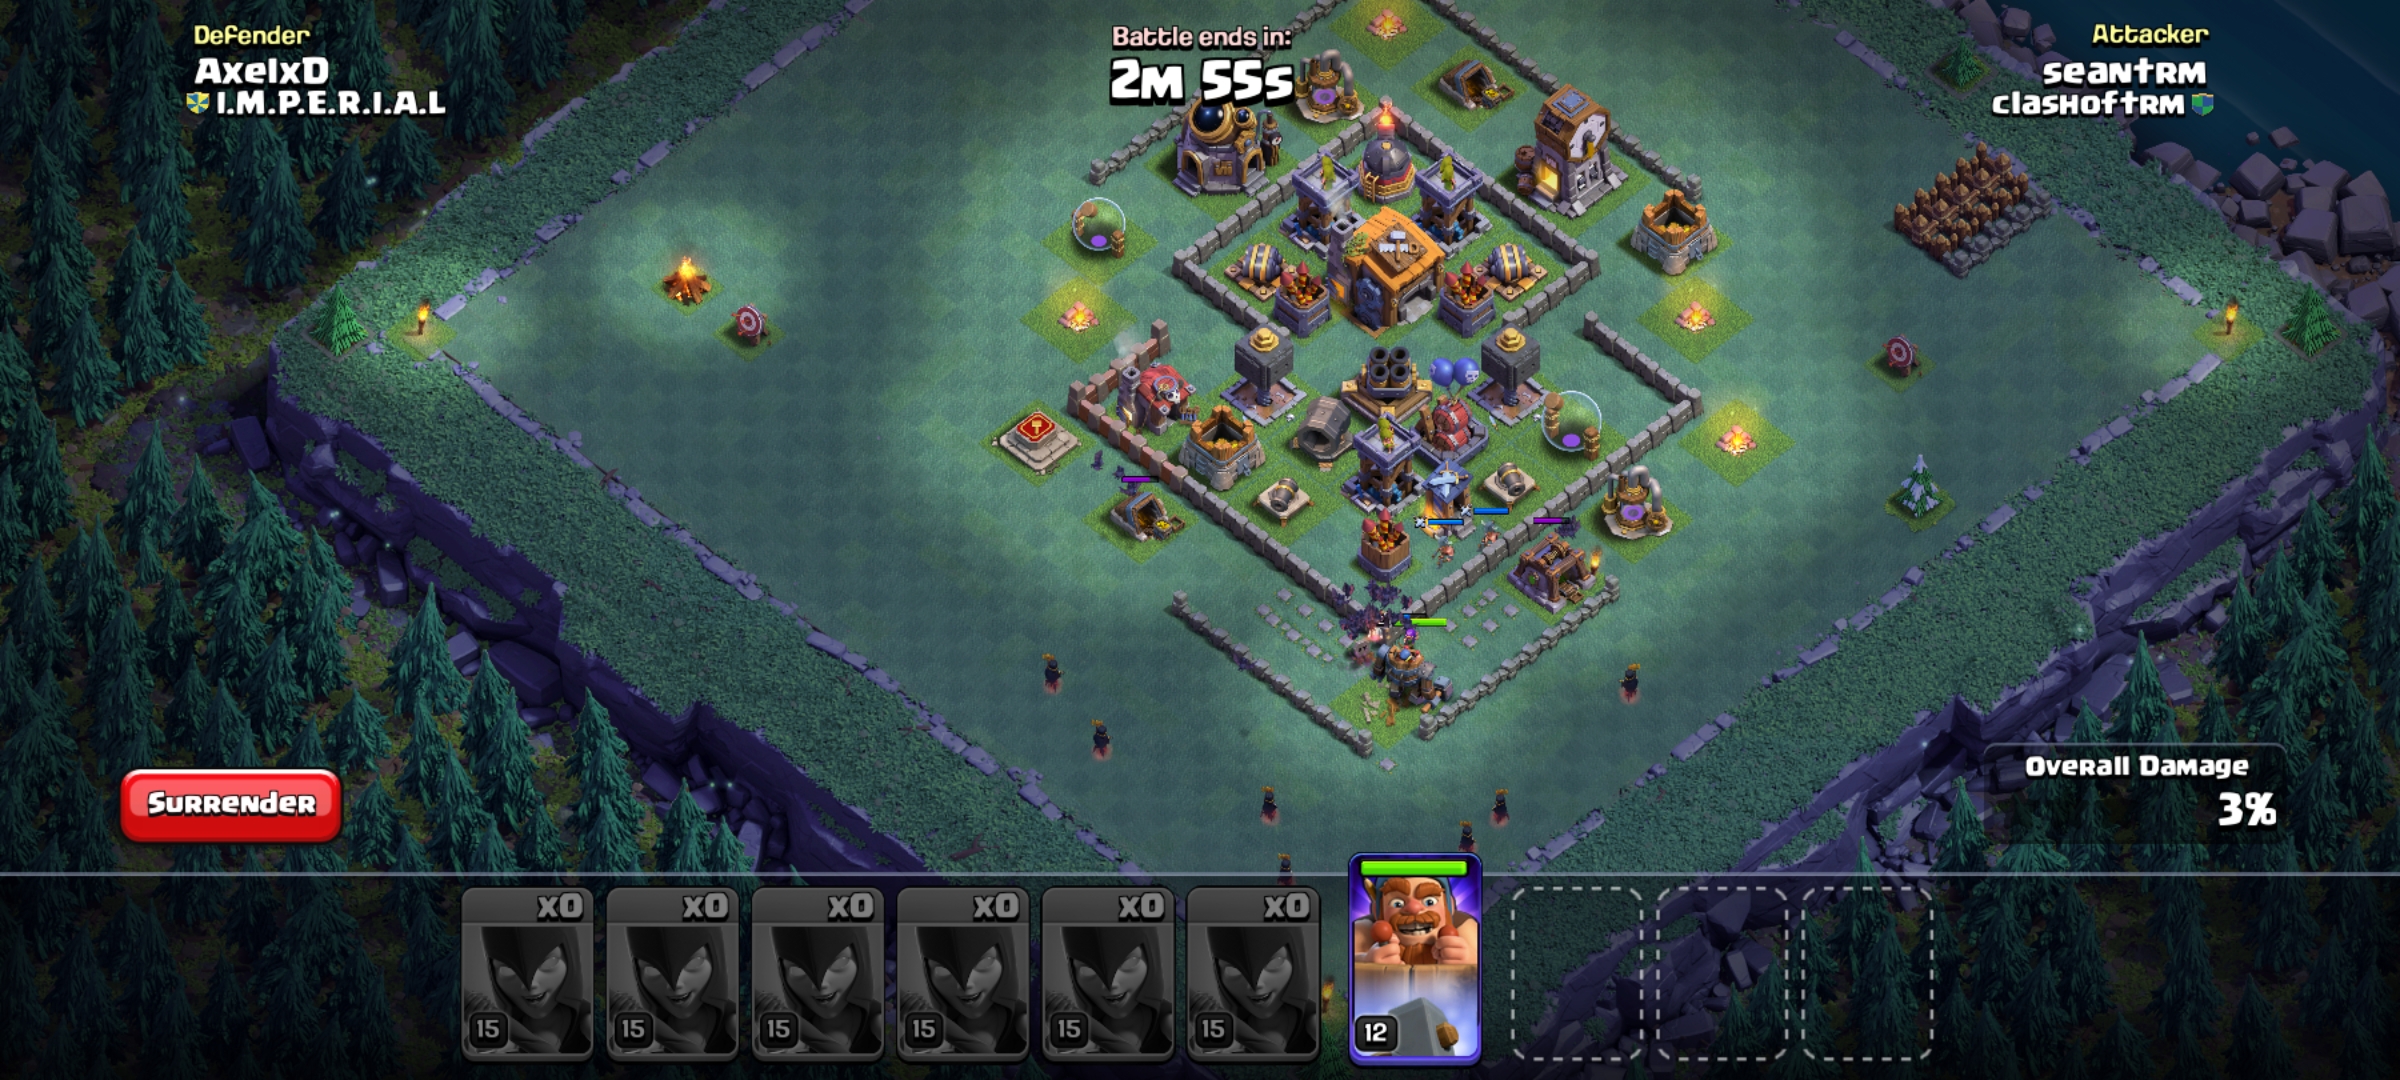 Defender
AxelxD
I.M.P.E.R.I.A.L
Battle ends in:
2M 55s
Attacker
seantrm
clashoftrm
Surrender
Overall Damage
3%
x0
x0
x0
x0
x0
x0
15
15
15
15
15
15
12